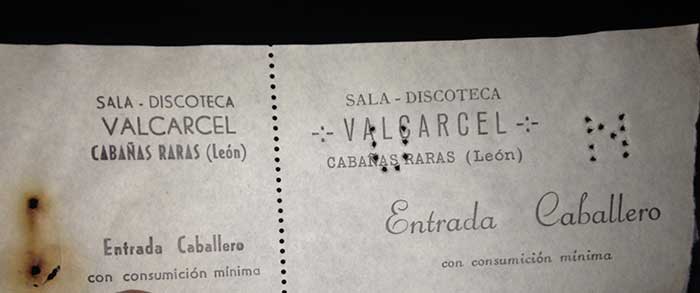 SALA - DISCOTECA
VALCARCEL
CABAÑAS RARAS (León)
Entrada Caballero
con consumición mínima
SALA - DISCOTECA
-:- VALCARCEL -:-
CABAÑAS RARAS (León)
Entrada Caballero
con consumición mínima